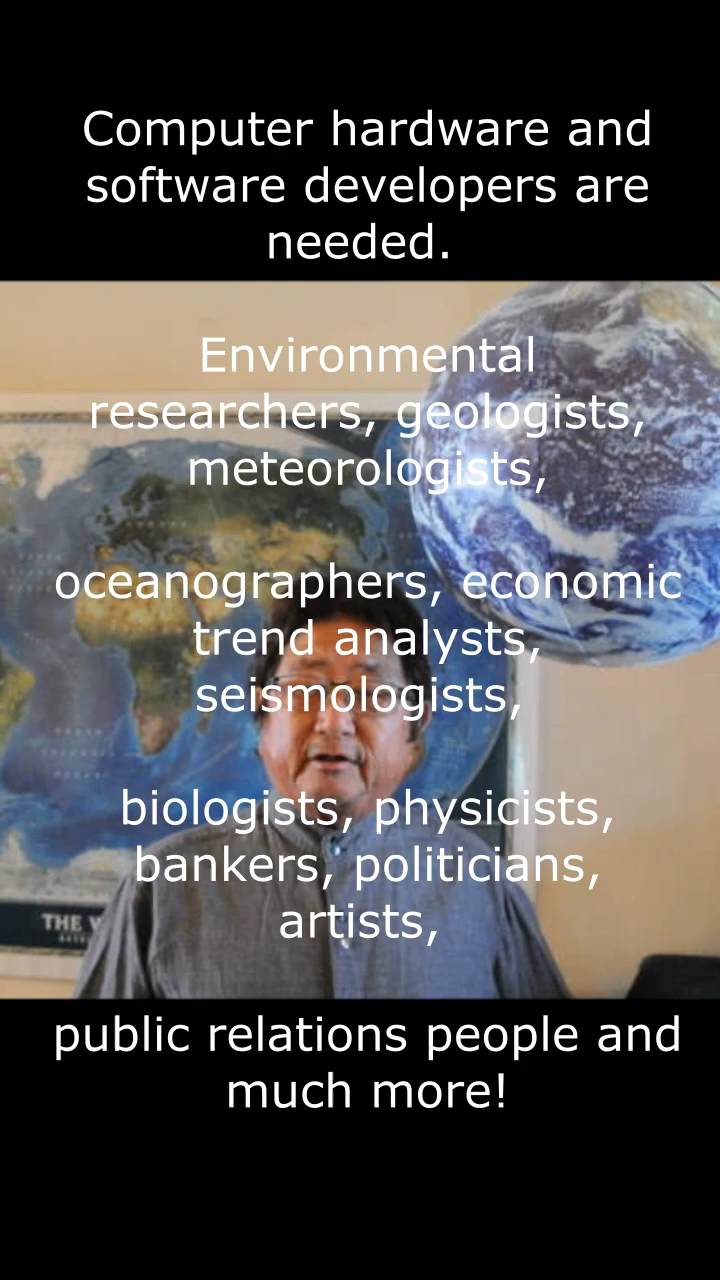 Computer hardware and
software developers are
needed.
Environmental
researchers, geologists,
meteorologists,
oceanographers, economic
trend analysts,
seismologists,
biologists, physicists,
bankers, politicians,
artists,
THE
public relations people and
much more!